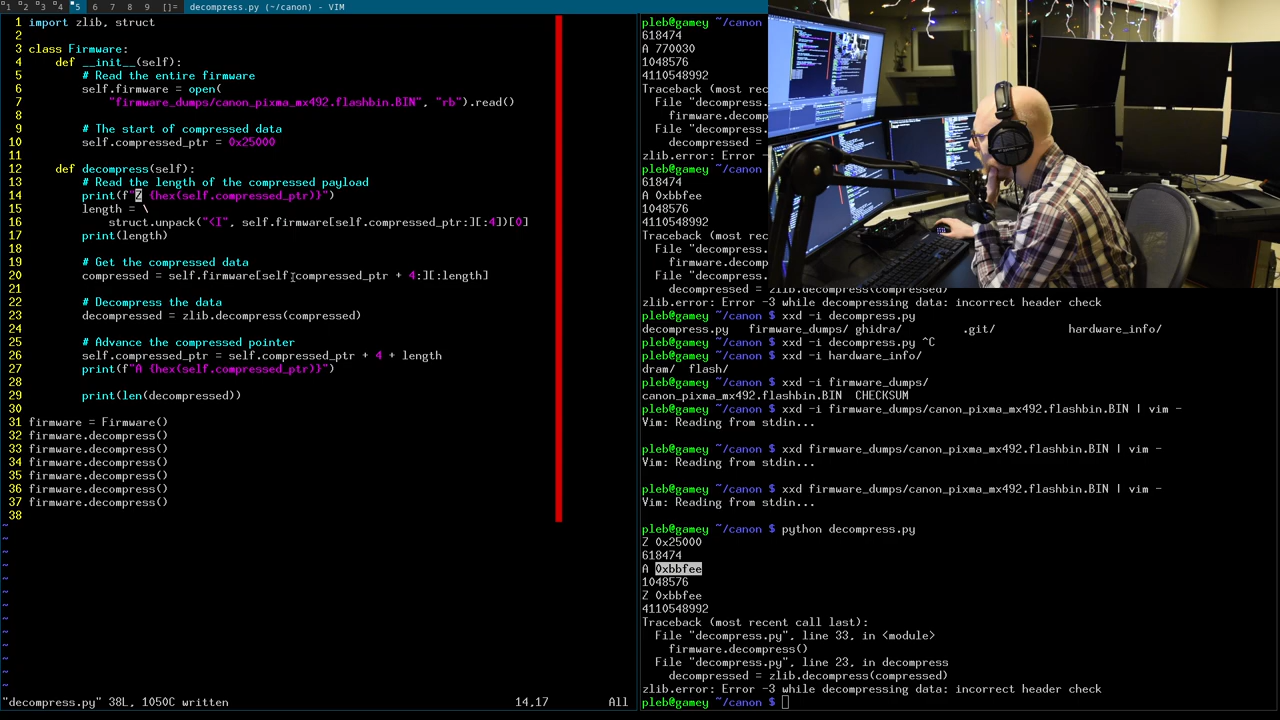 1 2 3 4 5 6 7 8 9 []= decompress.py (~/canon) - VIM
1 import zlib, struct
2
3 class Firmware:
4     def __init__(self):
5         # Read the entire firmware
6         self.firmware = open(
7             "firmware_dumps/canon_pixma_mx492.flashbin.BIN", "rb").read()
8
9         # The start of compressed data
10         self.compressed_ptr = 0x25000
11
12     def decompress(self):
13         # Read the length of the compressed payload
14         print(f"Z {hex(self.compressed_ptr)}")
15         length = \
16             struct.unpack("<I", self.firmware[self.compressed_ptr:][:4])[0]
17         print(length)
18
19         # Get the compressed data
20         compressed = self.firmware[self.compressed_ptr + 4:][:length]
21
22         # Decompress the data
23         decompressed = zlib.decompress(compressed)
24
25         # Advance the compressed pointer
26         self.compressed_ptr = self.compressed_ptr + 4 + length
27         print(f"A {hex(self.compressed_ptr)}")
28
29         print(len(decompressed))
30
31 firmware = Firmware()
32 firmware.decompress()
33 firmware.decompress()
34 firmware.decompress()
35 firmware.decompress()
36 firmware.decompress()
37 firmware.decompress()
38
~
~
~
~
~
~
~
~
~
~
~
~
~
"decompress.py" 38L, 1050C written 14,17 All
pleb@gamey ~/canon $
618474
A 770030
1048576
4110548992
Traceback (most rec
  File "decompress.
    firmware.decomp
  File "decompress.
    decompressed =
zlib.error: Error -
pleb@gamey ~/canon
618474
A 0xbbfee
1048576
4110548992
Traceback (most rec
  File "decompress.
    firmware.decomp
  File "decompress.
    decompressed = zlib.decompress(compressed)
zlib.error: Error -3 while decompressing data: incorrect header check
pleb@gamey ~/canon $ xxd -i decompress.py
decompress.py firmware_dumps/ ghidra/ .git/ hardware_info/
pleb@gamey ~/canon $ xxd -i decompress.py ^C
pleb@gamey ~/canon $ xxd -i hardware_info/
dram/ flash/
pleb@gamey ~/canon $ xxd -i firmware_dumps/
canon_pixma_mx492.flashbin.BIN CHECKSUM
pleb@gamey ~/canon $ xxd -i firmware_dumps/canon_pixma_mx492.flashbin.BIN | vim -
Vim: Reading from stdin...

pleb@gamey ~/canon $ xxd firmware_dumps/canon_pixma_mx492.flashbin.BIN | vim -
Vim: Reading from stdin...

pleb@gamey ~/canon $ xxd firmware_dumps/canon_pixma_mx492.flashbin.BIN | vim -
Vim: Reading from stdin...

pleb@gamey ~/canon $ python decompress.py
Z 0x25000
618474
A 0xbbfee
1048576
Z 0xbbfee
4110548992
Traceback (most recent call last):
  File "decompress.py", line 33, in <module>
    firmware.decompress()
  File "decompress.py", line 23, in decompress
    decompressed = zlib.decompress(compressed)
zlib.error: Error -3 while decompressing data: incorrect header check
pleb@gamey ~/canon $